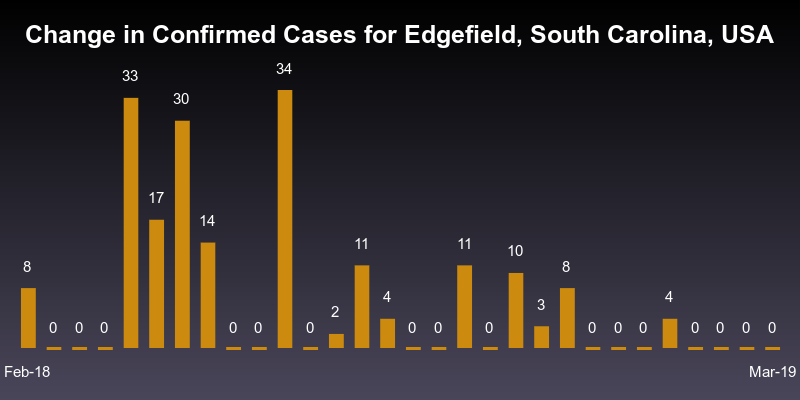 Change in Confirmed Cases for Edgefield, South Carolina, USA
8 0 0 0 33 17 30 14 0 0 34 0 2 11 4 0 0 11 0 10 3 8 0 0 0 4 0 0 0 0
Feb-18 Mar-19